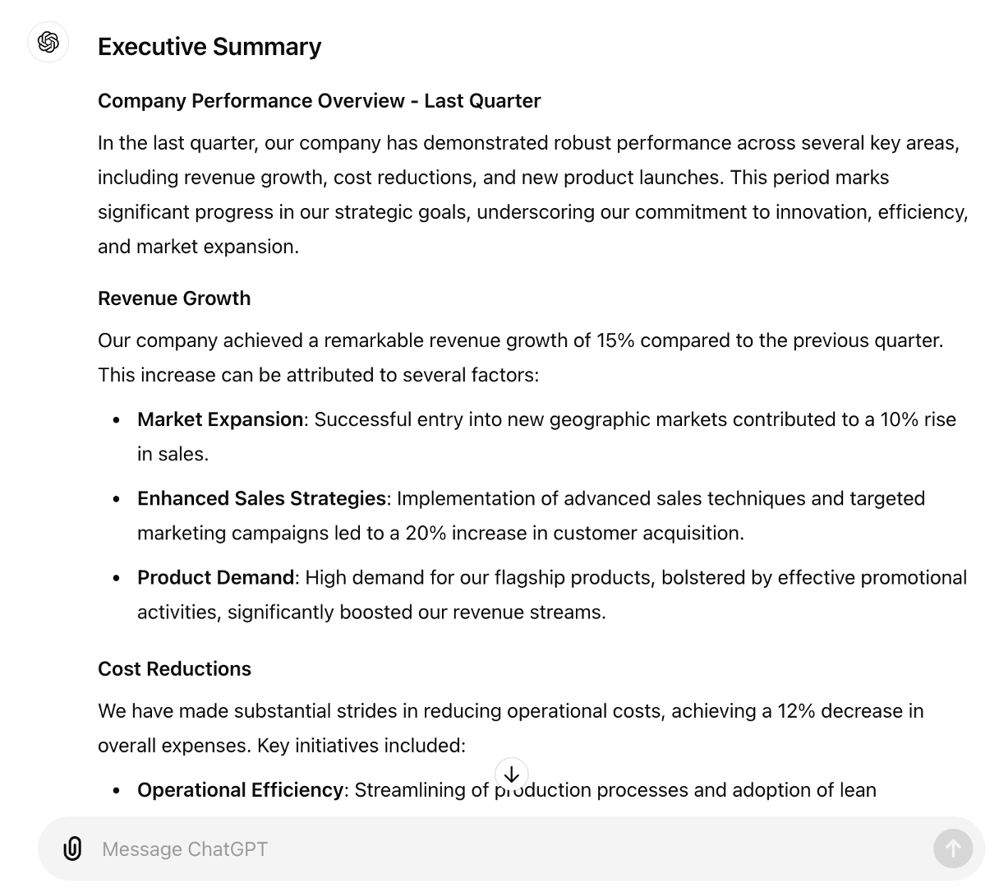 Executive Summary
Company Performance Overview - Last Quarter
In the last quarter, our company has demonstrated robust performance across several key areas,
including revenue growth, cost reductions, and new product launches. This period marks
significant progress in our strategic goals, underscoring our commitment to innovation, efficiency,
and market expansion.
Revenue Growth
Our company achieved a remarkable revenue growth of 15% compared to the previous quarter.
This increase can be attributed to several factors:
• Market Expansion: Successful entry into new geographic markets contributed to a 10% rise
in sales.
• Enhanced Sales Strategies: Implementation of advanced sales techniques and targeted
marketing campaigns led to a 20% increase in customer acquisition.
• Product Demand: High demand for our flagship products, bolstered by effective promotional
activities, significantly boosted our revenue streams.
Cost Reductions
We have made substantial strides in reducing operational costs, achieving a 12% decrease in
overall expenses. Key initiatives included:
• Operational Efficiency: Streamlining of production processes and adoption of lean
Message ChatGPT